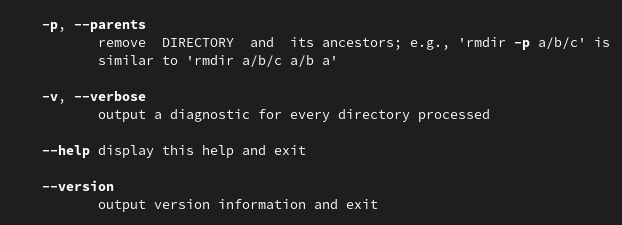 -p, --parents
remove  DIRECTORY  and  its ancestors; e.g., 'rmdir -p a/b/c' is
similar to 'rmdir a/b/c a/b a'
-v, --verbose
output a diagnostic for every directory processed
--help display this help and exit
--version
output version information and exit